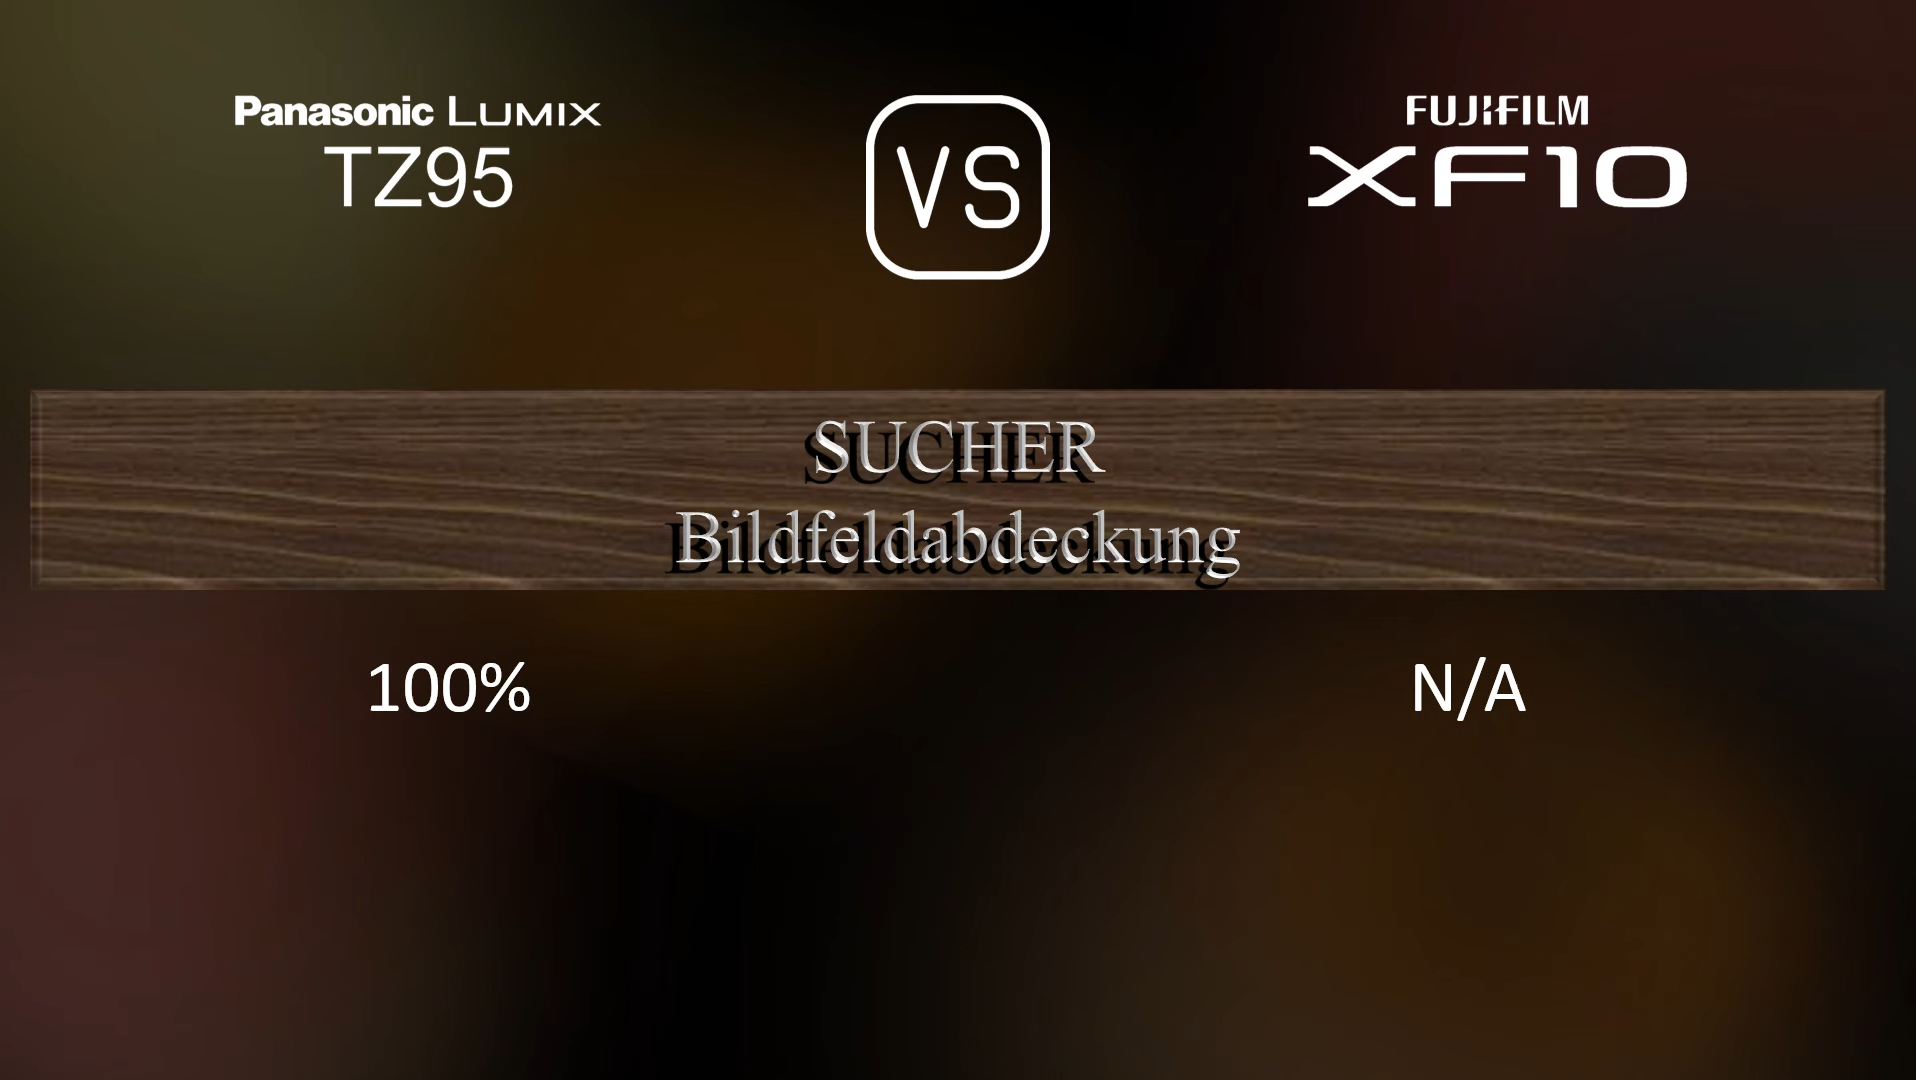 Panasonic LUMIX
TZ95
VS
FUJIFILM
XF10
SUCHER
Bildfeldabdeckung
100%
N/A